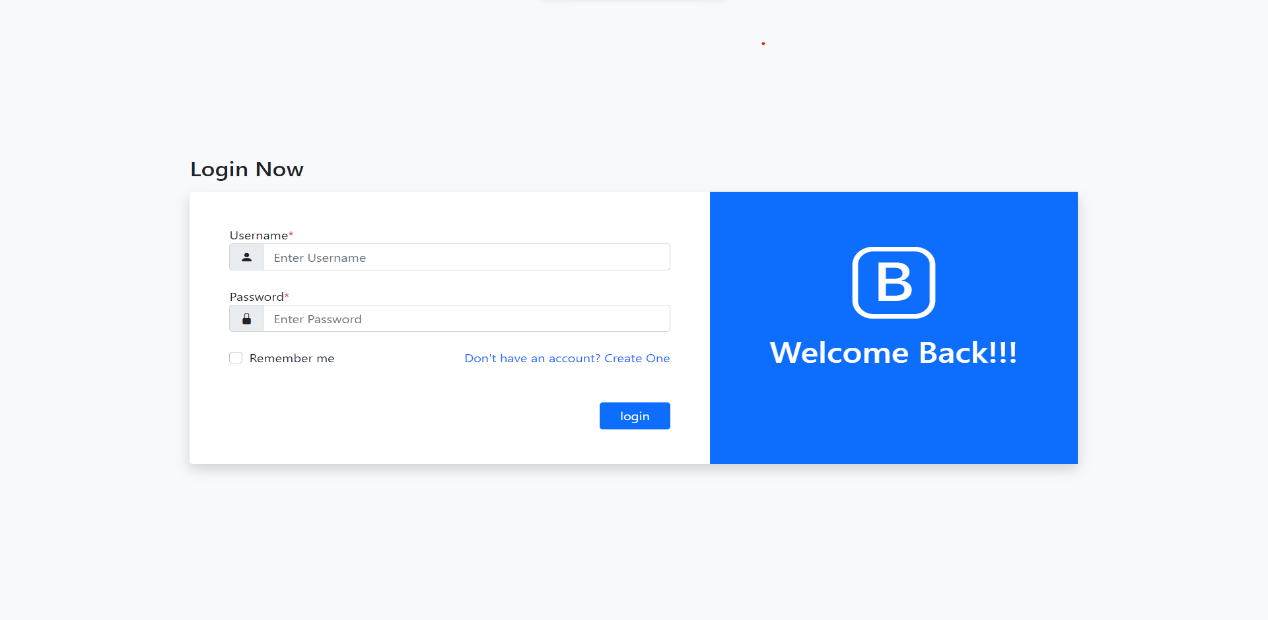 Login Now
Username*
Enter Username
Password*
Enter Password
Remember me
Don't have an account? Create One
login
B
Welcome Back!!!